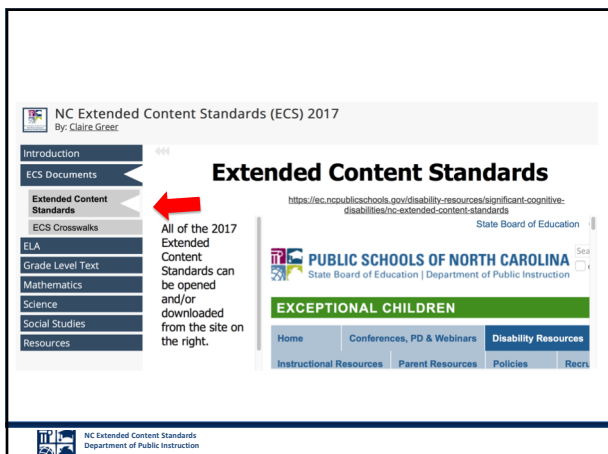 NC Extended Content Standards (ECS) 2017
By: Claire Greer
Introduction
ECS Documents
Extended Content
Standards
ECS Crosswalks
ELA
Grade Level Text
Mathematics
Science
Social Studies
Resources
Extended Content Standards
https://ec.ncpublicschools.gov/disability-resources/significant-cognitive-
disabilities/nc-extended-content-standards
All of the 2017
Extended
Content
Standards can
be opened
and/or
downloaded
from the site on
the right.
State Board of Education
PUBLIC SCHOOLS OF NORTH CAROLINA
State Board of Education | Department of Public Instruction
EXCEPTIONAL CHILDREN
Home Conferences, PD & Webinars Disability Resources
Instructional Resources Parent Resources Policies
NC Extended Content Standards
Department of Public Instruction